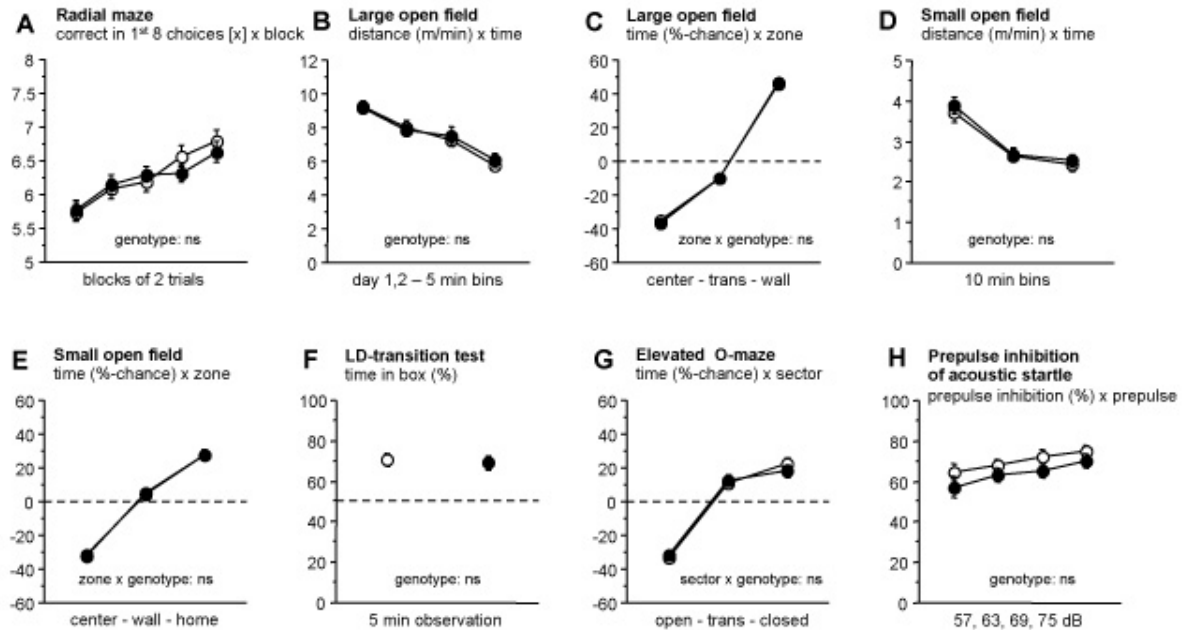 A Radial maze
correct in 1st 8 choices [x] x block
8
7.5
7
6.5
6
5.5
5
genotype: ns
blocks of 2 trials
B Large open field
distance (m/min) x time
12
10
8
6
4
2
0
genotype: ns
day 1,2 – 5 min bins
C Large open field
time (%-chance) x zone
60
40
20
0
-20
-40
-60
zone x genotype: ns
center - trans - wall
D Small open field
distance (m/min) x time
5
4
3
2
1
0
genotype: ns
10 min bins
E Small open field
time (%-chance) x zone
60
40
20
0
-20
-40
-60
zone x genotype: ns
center - wall - home
F LD-transition test
time in box (%)
100
80
60
40
20
0
genotype: ns
5 min observation
G Elevated O-maze
time (%-chance) x sector
60
40
20
0
-20
-40
-60
sector x genotype: ns
open - trans - closed
H Prepulse inhibition
of acoustic startle
prepulse inhibition (%) x prepulse
100
80
60
40
20
0
genotype: ns
57, 63, 69, 75 dB